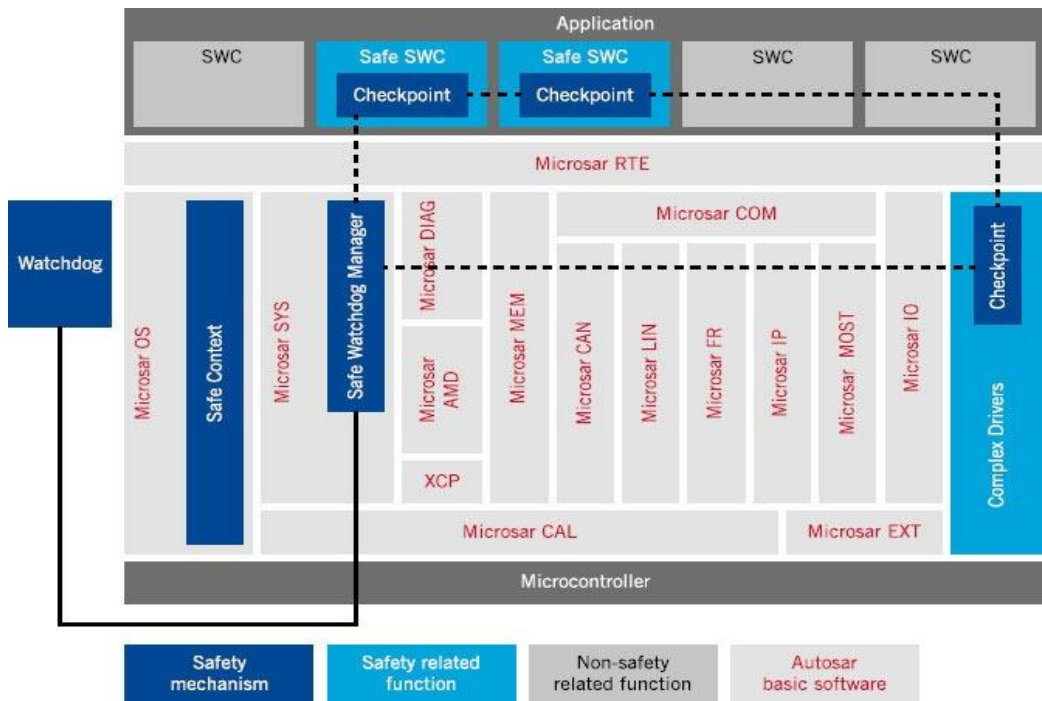 Application
SWC
Safe SWC
Safe SWC
SWC
SWC
Checkpoint
Checkpoint
Microsar RTE
Watchdog
Microsar OS
Safe Context
Microsar SYS
Safe Watchdog Manager
Microsar DIAG
Microsar
AMD
XCP
Microsar MEM
Microsar COM
Microsar CAN
Microsar LIN
Microsar FR
Microsar IP
Microsar MOST
Microsar IO
Checkpoint
Complex Drivers
Microsar CAL
Microsar EXT
Microcontroller
Safety
mechanism
Safety related
function
Non-safety
related function
Autosar
basic software